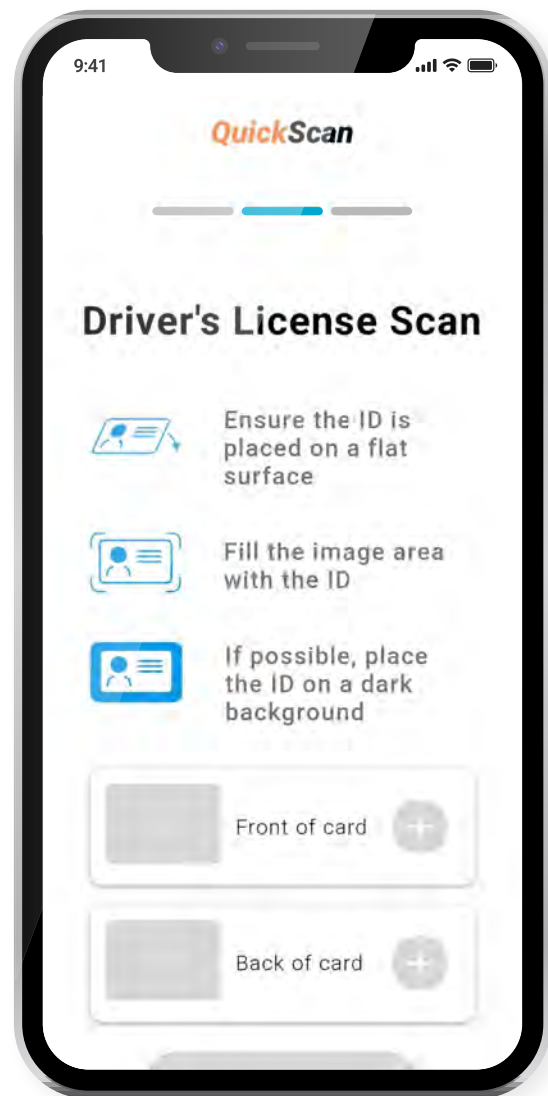 9:41
QuickScan
Driver's License Scan
Ensure the ID is
placed on a flat
surface
Fill the image area
with the ID
If possible, place
the ID on a dark
background
Front of card
Back of card